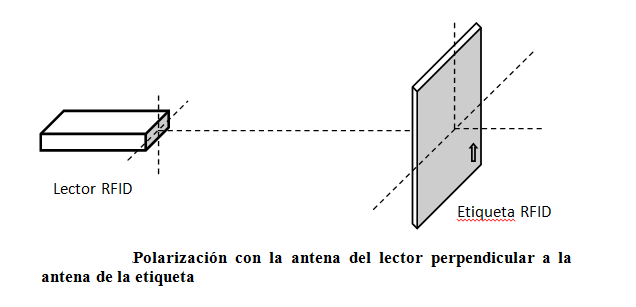 Lector RFID
Etiqueta RFID
Polarización con la antena del lector perpendicular a la
antena de la etiqueta